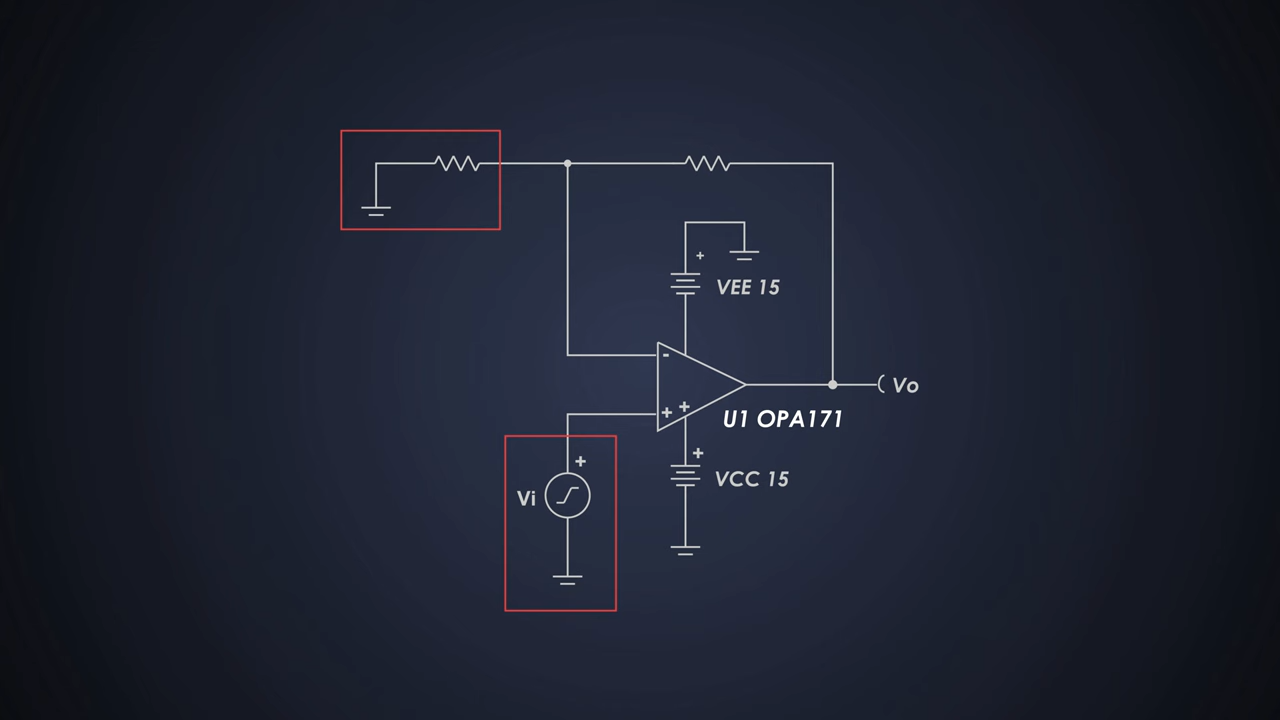 +
VEE 15
-
Vo
+ +
U1 OPA171
+
+
VCC 15
Vi